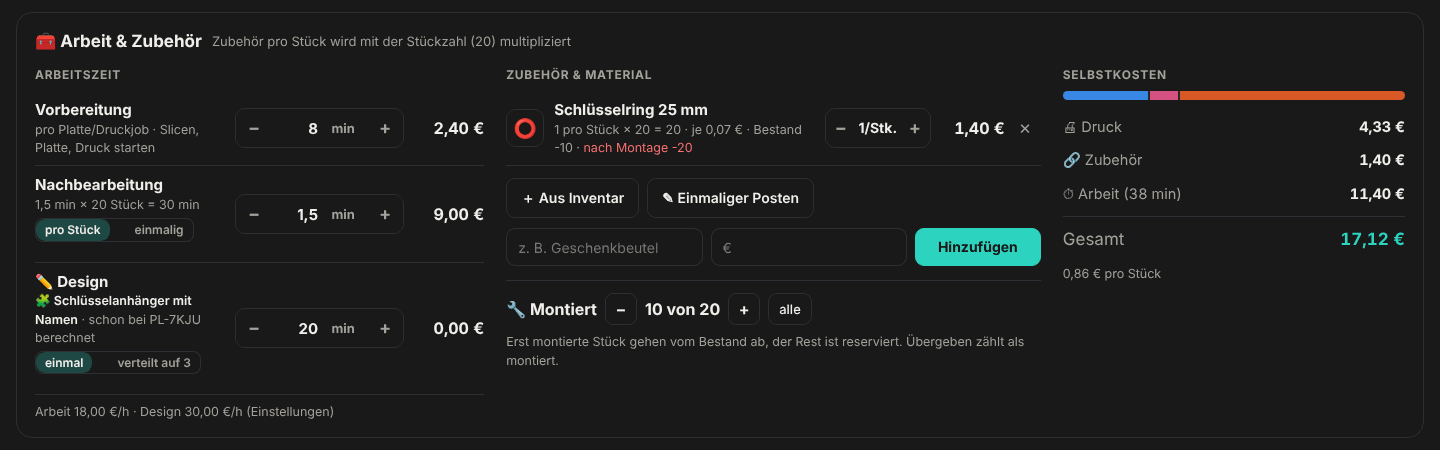 🧰 Arbeit & Zubehör Zubehör pro Stück wird mit der Stückzahl (20) multipliziert
ARBEITSZEIT
Vorbereitung
pro Platte/Druckjob · Slicen,
Platte, Druck starten
− 8 min + 2,40 €
Nachbearbeitung
1,5 min × 20 Stück = 30 min
pro Stück einmalig
− 1,5 min + 9,00 €
✏️ Design
🧩 Schlüsselanhänger mit
Namen · schon bei PL-7KJU
berechnet
einmal verteilt auf 3
− 20 min + 0,00 €
Arbeit 18,00 €/h · Design 30,00 €/h (Einstellungen)
ZUBEHÖR & MATERIAL
⭕ Schlüsselring 25 mm
1 pro Stück × 20 = 20 · je 0,07 € · Bestand
-10 · nach Montage -20
− 1/Stk. + 1,40 € ×
+ Aus Inventar ✎ Einmaliger Posten
z. B. Geschenkbeutel € Hinzufügen
🔧 Montiert − 10 von 20 + alle
Erst montierte Stück gehen vom Bestand ab, der Rest ist reserviert. Übergeben zählt als
montiert.
SELBSTKOSTEN
🖨 Druck 4,33 €
🔗 Zubehör 1,40 €
⏱ Arbeit (38 min) 11,40 €
Gesamt 17,12 €
0,86 € pro Stück